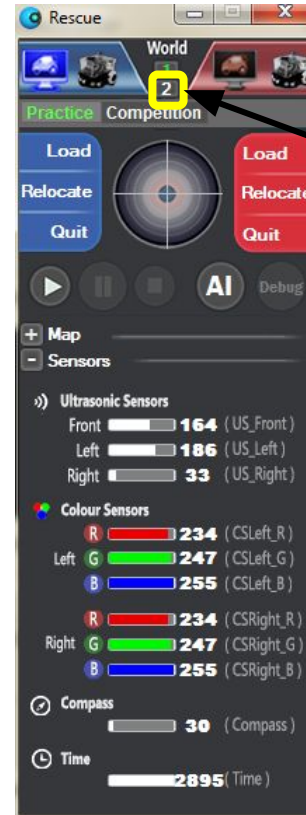 Rescue
World
1
2
Practice Competition
Load Load
Relocate Relocate
Quit Quit
AI Debug
+ Map
- Sensors
Ultrasonic Sensors
Front 164 (US_Front)
Left 186 (US_Left)
Right 33 (US_Right)
Colour Sensors
R 234 (CSLeft_R)
Left G 247 (CSLeft_G)
B 255 (CSLeft_B)
R 234 (CSRight_R)
Right G 247 (CSRight_G)
B 255 (CSRight_B)
Compass
30 (Compass)
Time
2895 (Time)